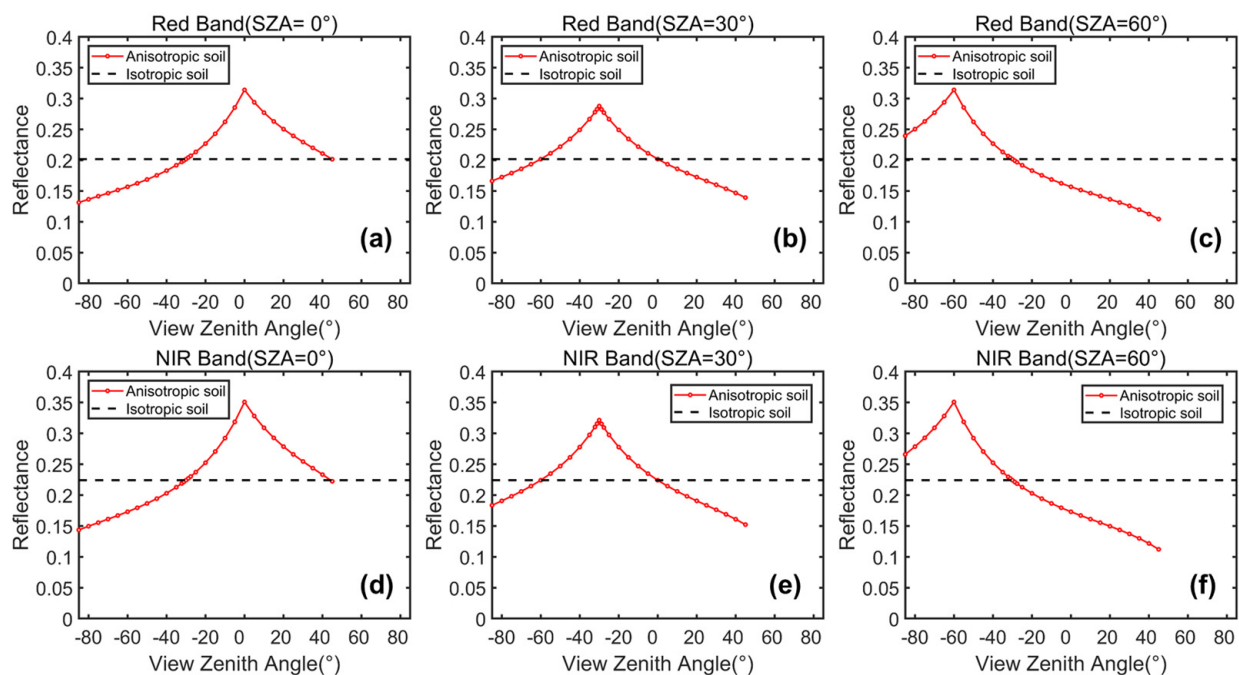 Red Band(SZA= 0°)
Red Band(SZA=30°)
Red Band(SZA=60°)
Anisotropic soil
Isotropic soil
Anisotropic soil
Isotropic soil
Anisotropic soil
Isotropic soil
0.4
0.35
0.3
0.25
0.2
0.15
0.1
0.05
0
Reflectance
(a)
-80 -60 -40 -20 0 20 40 60 80
View Zenith Angle(°)
0.4
0.35
0.3
0.25
0.2
0.15
0.1
0.05
0
Reflectance
(b)
-80 -60 -40 -20 0 20 40 60 80
View Zenith Angle(°)
0.4
0.35
0.3
0.25
0.2
0.15
0.1
0.05
0
Reflectance
(c)
-80 -60 -40 -20 0 20 40 60 80
View Zenith Angle(°)
NIR Band(SZA=0°)
NIR Band(SZA=30°)
NIR Band(SZA=60°)
Anisotropic soil
Isotropic soil
Anisotropic soil
Isotropic soil
Anisotropic soil
Isotropic soil
0.4
0.35
0.3
0.25
0.2
0.15
0.1
0.05
0
Reflectance
(d)
-80 -60 -40 -20 0 20 40 60 80
View Zenith Angle(°)
0.4
0.35
0.3
0.25
0.2
0.15
0.1
0.05
0
Reflectance
(e)
-80 -60 -40 -20 0 20 40 60 80
View Zenith Angle(°)
0.4
0.35
0.3
0.25
0.2
0.15
0.1
0.05
0
Reflectance
(f)
-80 -60 -40 -20 0 20 40 60 80
View Zenith Angle(°)